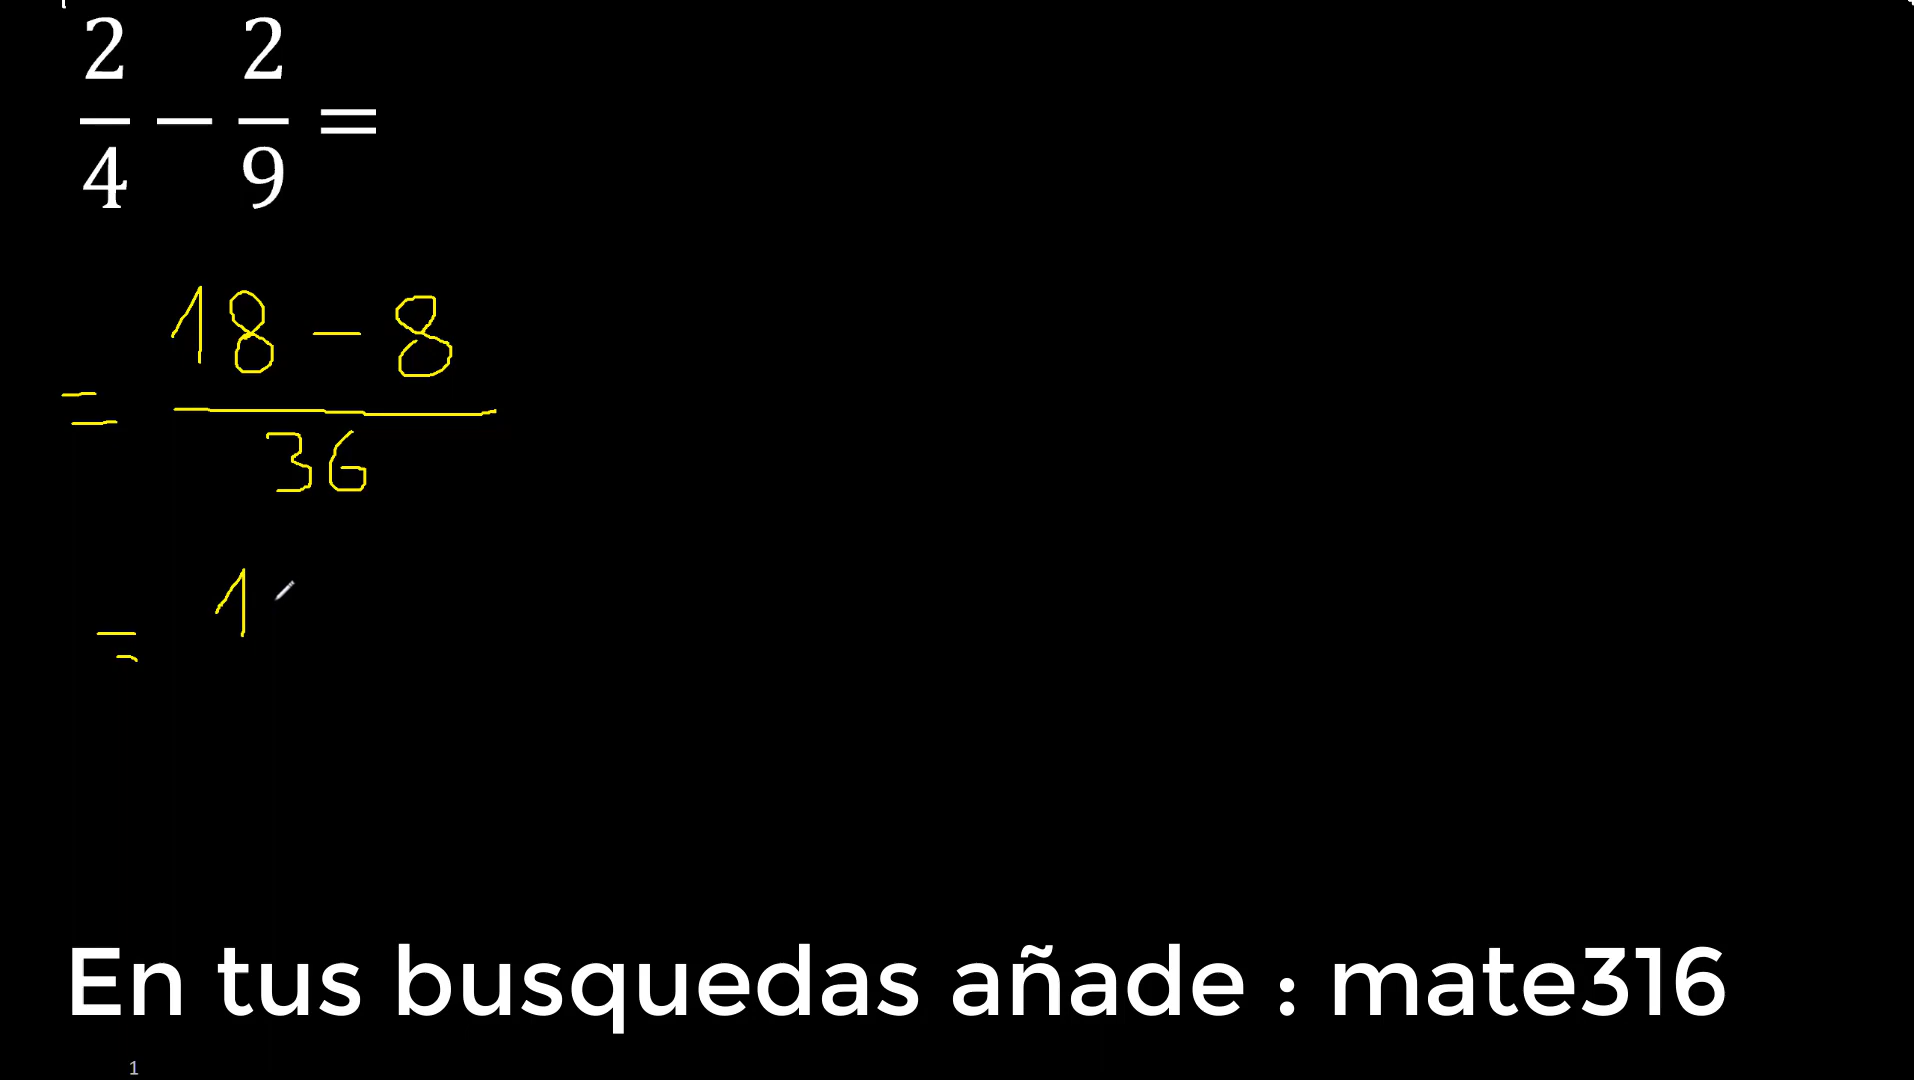 2/4 − 2/9 =
= 18 − 8 / 36
= 1
En tus busquedas añade : mate316
1